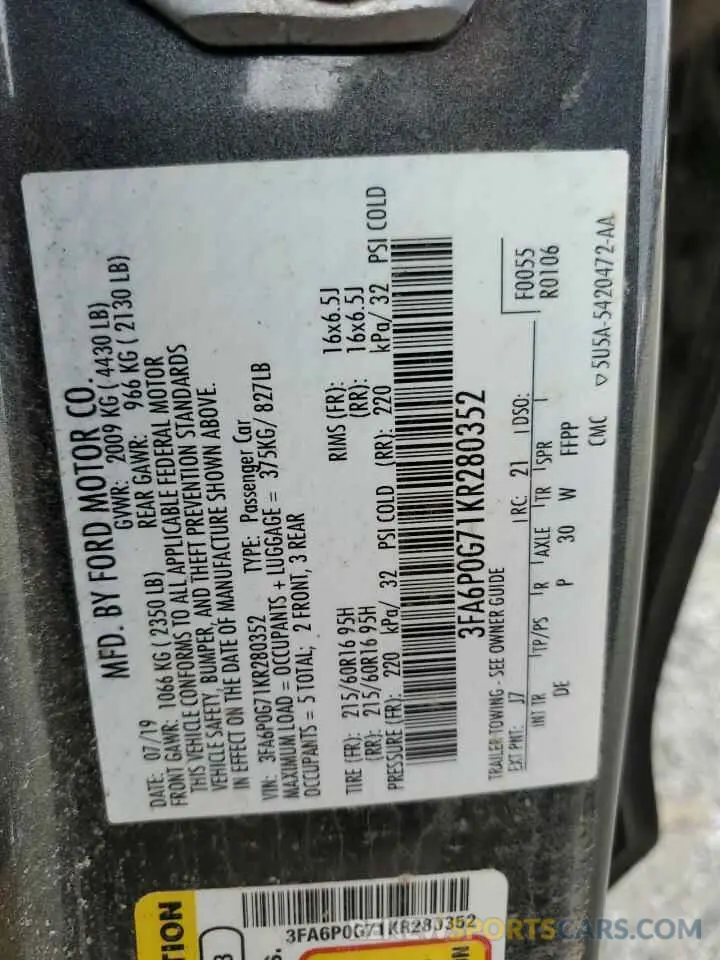 MFD. BY FORD MOTOR CO.
DATE: 07/19 GVWR: 2009 KG ( 4430 LB)
FRONT GAWR: 1066 KG ( 2350 LB) REAR GAWR: 966 KG ( 2130 LB)
THIS VEHICLE CONFORMS TO ALL APPLICABLE FEDERAL MOTOR
VEHICLE SAFETY, BUMPER, AND THEFT PREVENTION STANDARDS
IN EFFECT ON THE DATE OF MANUFACTURE SHOWN ABOVE.
VIN: 3FA6P0G71KR280352 TYPE: Passenger Car
MAXIMUM LOAD = OCCUPANTS + LUGGAGE = 375KG/ 827LB
OCCUPANTS = 5 TOTAL; 2 FRONT, 3 REAR
TIRE (FR): 215/60R16 95H RIMS (FR): 16x6.5J
(RR): 215/60R16 95H (RR): 16x6.5J
PRESSURE (FR): 220 kPa/ 32 PSI COLD (RR): 220 kPa/ 32 PSI COLD
3FA6P0G71KR280352
TRAILER TOWING - SEE OWNER GUIDE
F0055
R0106
EXT PNT: J7 RC: 21 DSO:
INT TR TP/PS R AXLE TR SPR
DE P 30 W FFPP
CMC
5U5A-5420472-AA
TION
3FA6P0G71KR280352